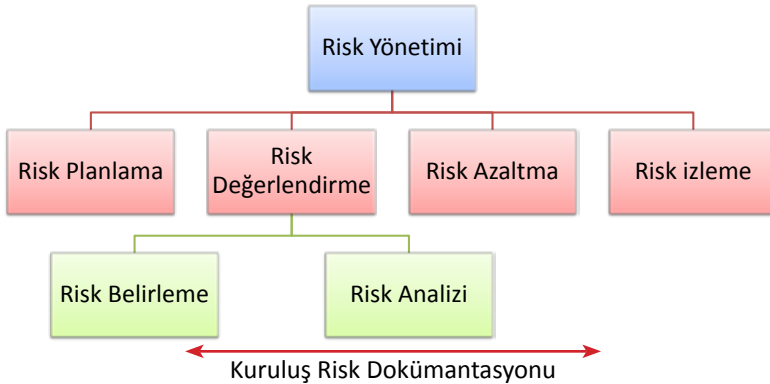 Risk Yönetimi
Risk Planlama
Risk
Değerlendirme
Risk Azaltma
Risk izleme
Risk Belirleme
Risk Analizi
Kuruluş Risk Dokümantasyonu